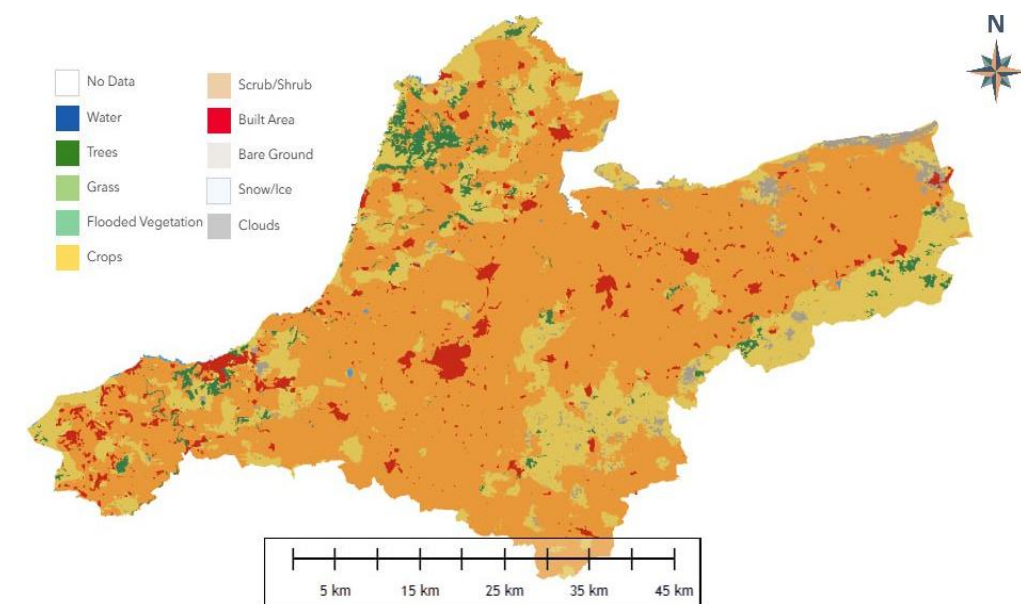 N
No Data
Water
Trees
Grass
Flooded Vegetation
Crops
Scrub/Shrub
Built Area
Bare Ground
Snow/Ice
Clouds
5 km 15 km 25 km 35 km 45 km